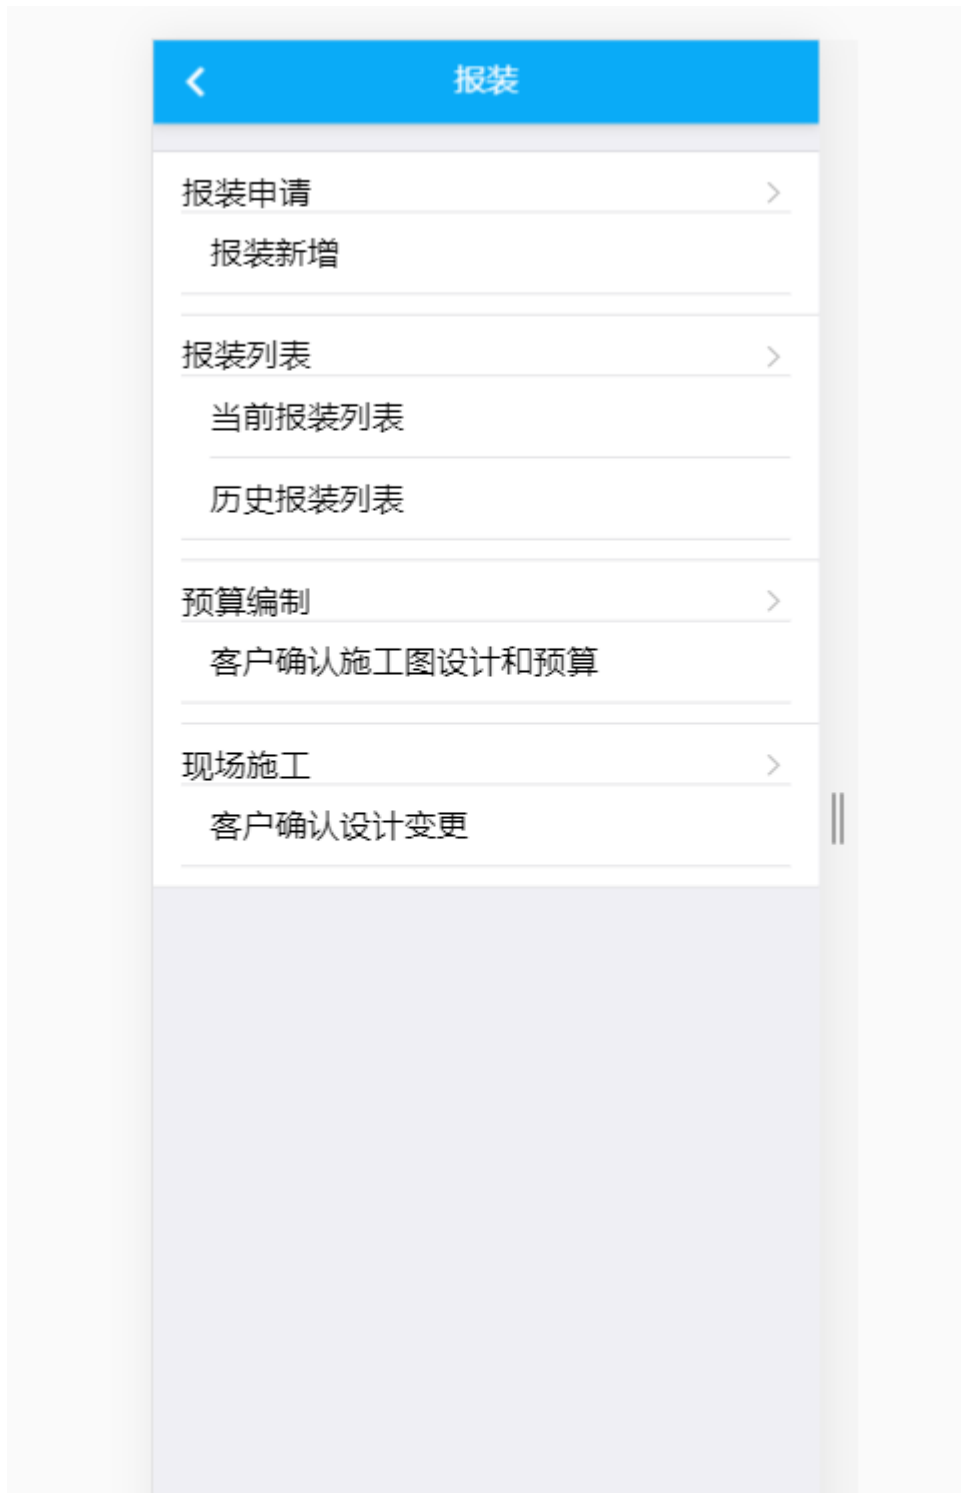 报装
报装申请
报装新增
报装列表
当前报装列表
历史报装列表
预算编制
客户确认施工图设计和预算
现场施工
客户确认设计变更